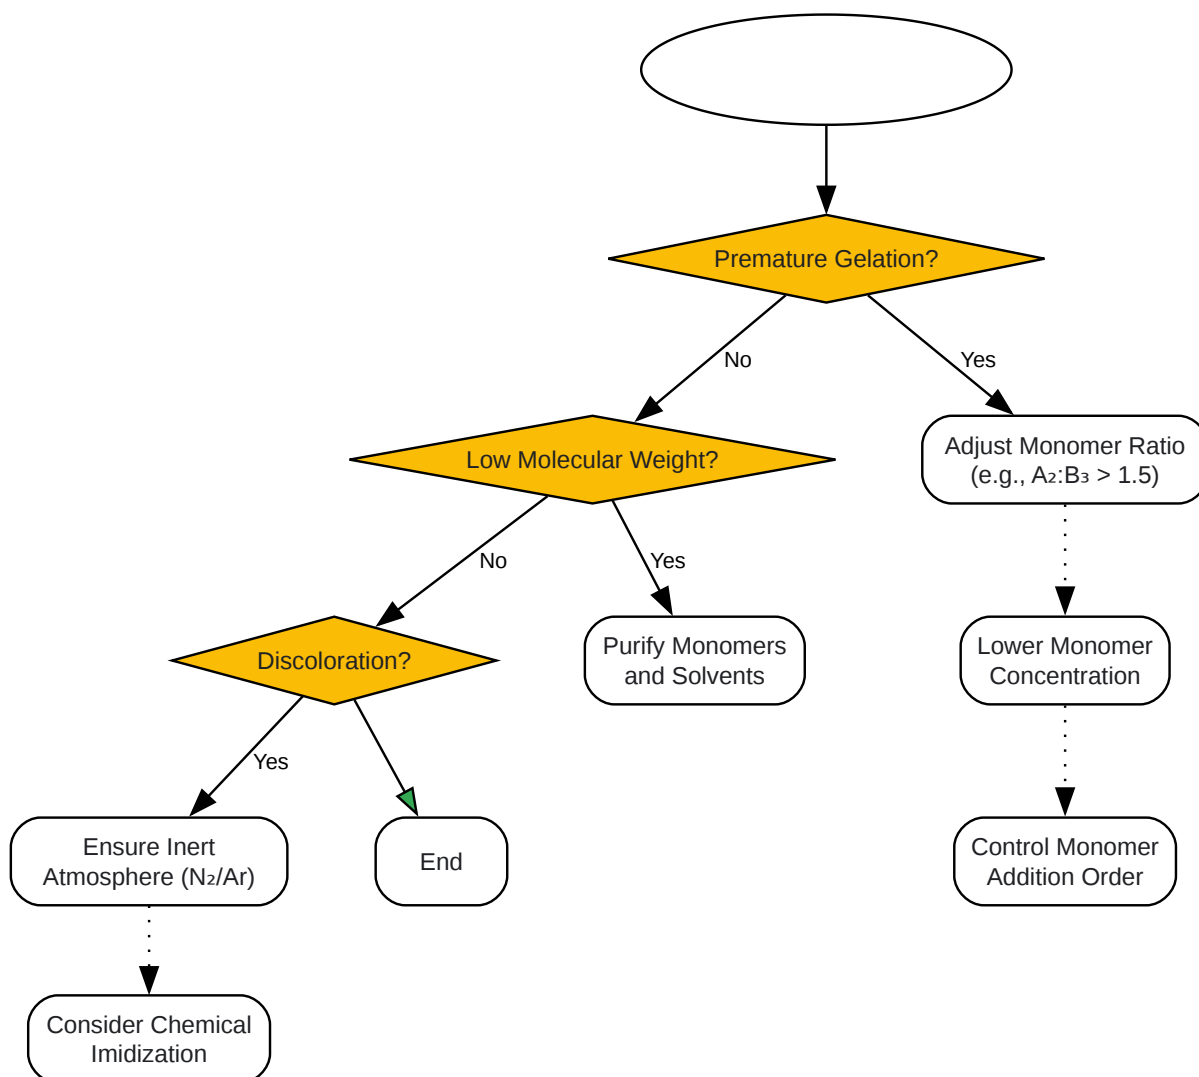 Premature Gelation?
No
Yes
Low Molecular Weight?
Adjust Monomer Ratio
(e.g., A₂:B₃ > 1.5)
No
Yes
Discoloration?
Purify Monomers
and Solvents
Lower Monomer
Concentration
Yes
Ensure Inert
Atmosphere (N₂/Ar)
End
Control Monomer
Addition Order
Consider Chemical
Imidization